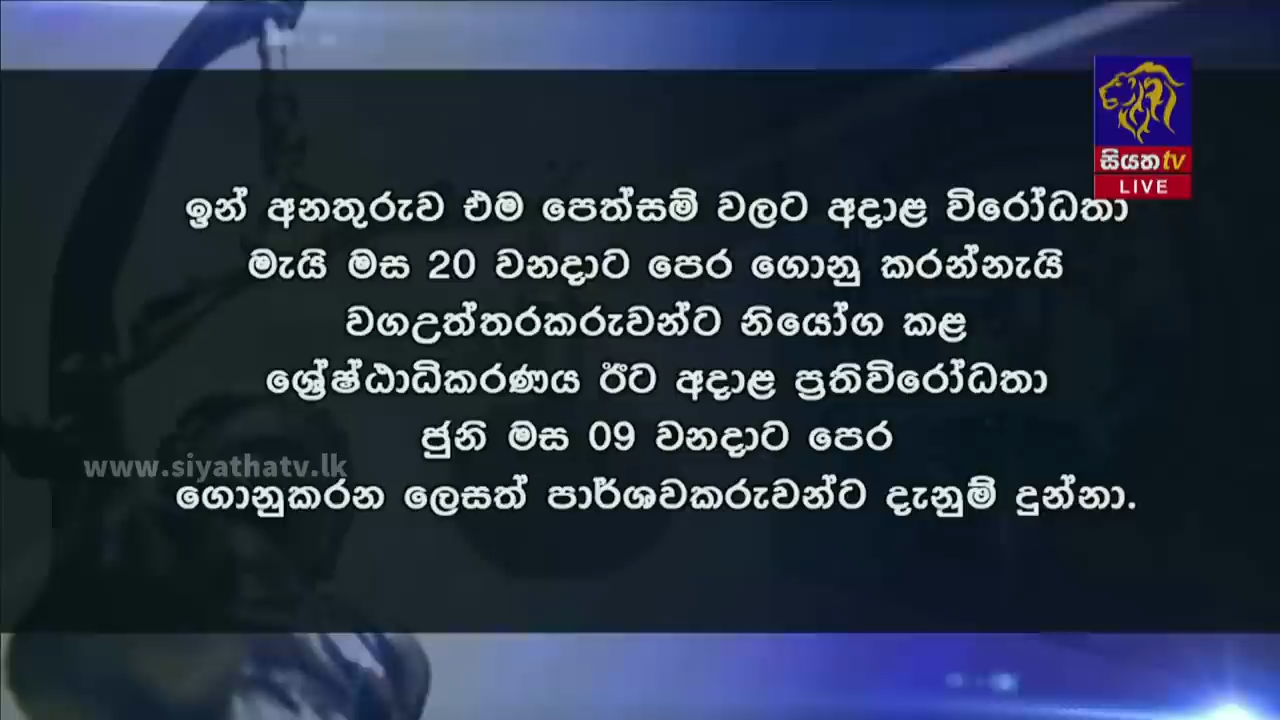 සියත tv
LIVE
ඉන් අනතුරුව එම පෙත්සම් වලට අදාළ විරෝධතා
මැයි මස 20 වනදාට පෙර ගොනු කරන්නැයි
වගඋත්තරකරුවන්ට නියෝග කළ
ශ්‍රේෂ්ඨාධිකරණය ඊට අදාළ ප්‍රතිවිරෝධතා
ජුනි මස 09 වනදාට පෙර
www.siyathatv.lk
ගොනුකරන ලෙසත් පාර්ශවකරුවන්ට දැනුම් දුන්නා.